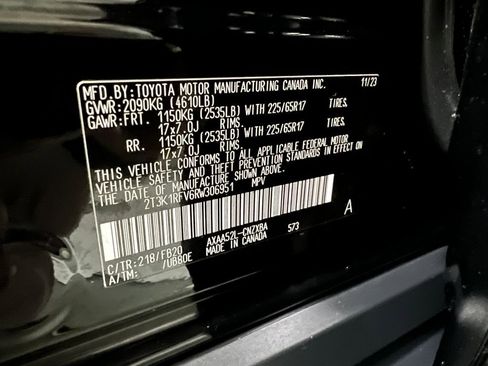 MFD. BY: TOYOTA MOTOR MANUFACTURING CANADA INC. 11/23
GVWR: 2090KG (4610LB)
GAWR: FRT. 1150KG (2535LB) WITH 225/65R17 TIRES.
17x7.0J RIMS.
RR. 1150KG (2535LB) WITH 225/65R17 TIRES.
17x7.0J RIMS.
THIS VEHICLE CONFORMS TO ALL APPLICABLE FEDERAL MOTOR
VEHICLE SAFETY AND THEFT PREVENTION STANDARDS IN EFFECT ON
THE DATE OF MANUFACTURE SHOWN ABOVE.
2T3K1RFV6RW306951 MPV
A
C/TR: 218/FB20 AXAA52L-CNZXBA 573
A/TM: /UB80E MADE IN CANADA